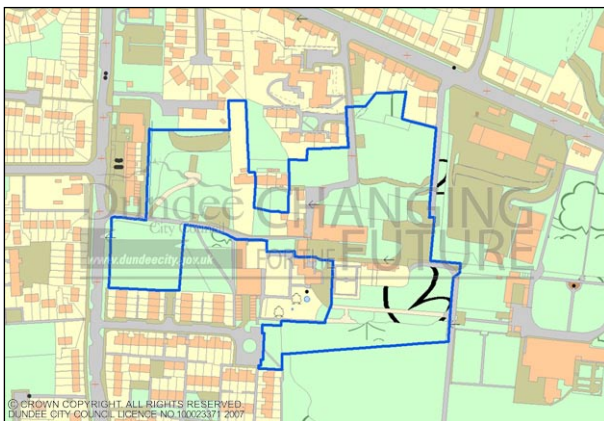 Dundee CHANGING
City Council FOR THE FUTURE
www.dundeecity.gov.uk
© CROWN COPYRIGHT. ALL RIGHTS RESERVED.
DUNDEE CITY COUNCIL LICENCE NO.100023371 2007